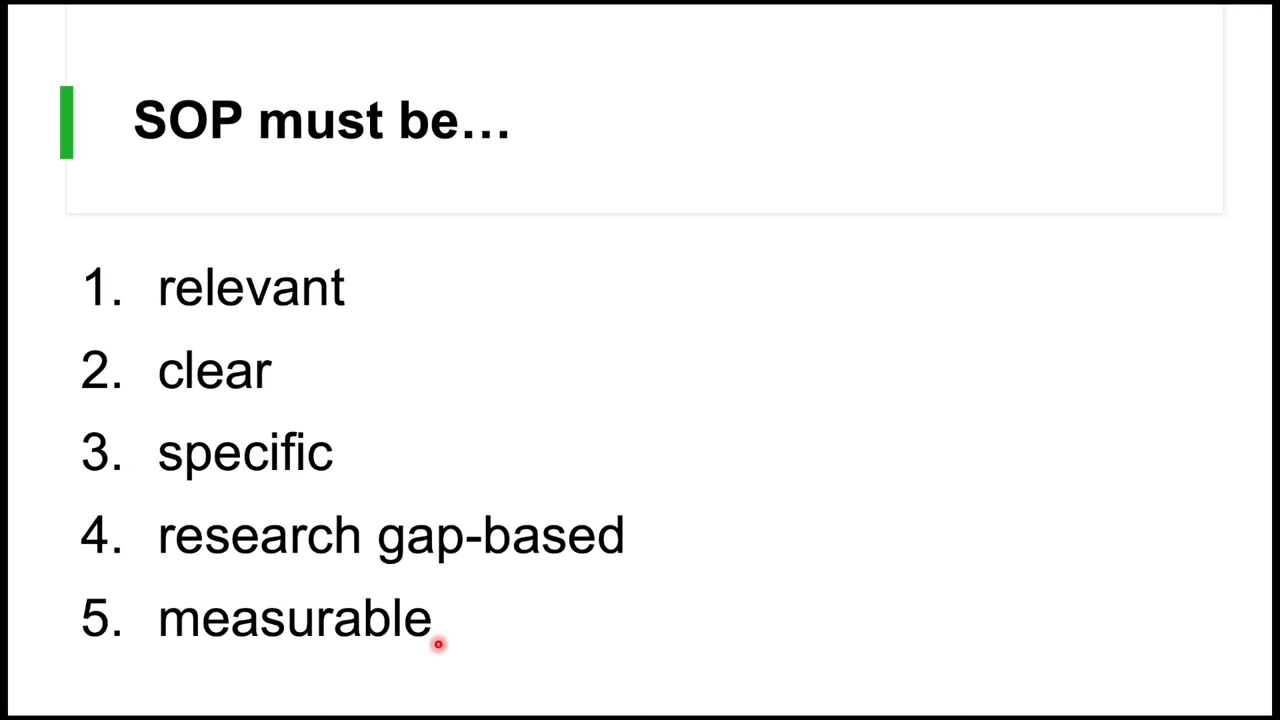 SOP must be…
1. relevant
2. clear
3. specific
4. research gap-based
5. measurable